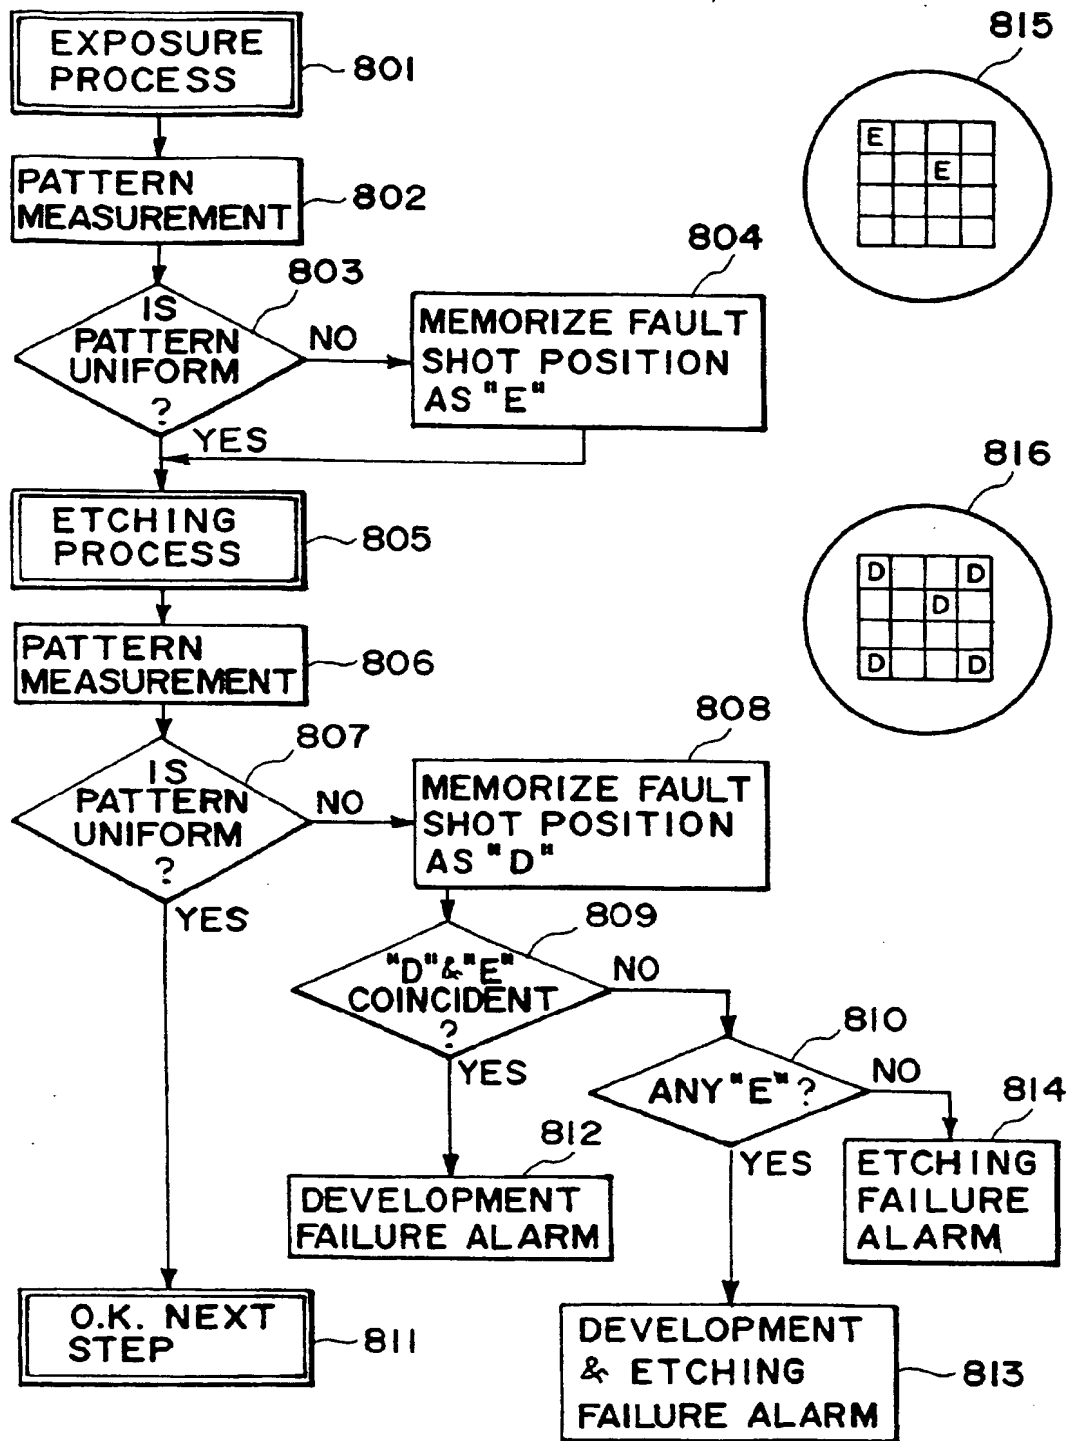 EXPOSURE
PROCESS
801
815
E
E
PATTERN
MEASUREMENT
802
803
IS
PATTERN
UNIFORM
?
NO
YES
804
MEMORIZE FAULT
SHOT POSITION
AS "E"
816
D D
D
D D
ETCHING
PROCESS
805
PATTERN
MEASUREMENT
806
807
IS
PATTERN
UNIFORM
?
NO
YES
808
MEMORIZE FAULT
SHOT POSITION
AS "D"
809
"D" & "E"
COINCIDENT
?
NO
YES
810
ANY "E" ?
NO
YES
812
DEVELOPMENT
FAILURE ALARM
814
ETCHING
FAILURE
ALARM
O.K. NEXT
STEP
811
DEVELOPMENT
& ETCHING
FAILURE ALARM
813